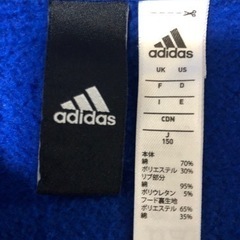 adidas
adidas
UK US
F D
I E
CDN
J
150
本体
綿 70%
ポリエステル 30%
リブ部分
綿 95%
ポリウレタン 5%
フード裏生地
ポリエステル 65%
綿 35%